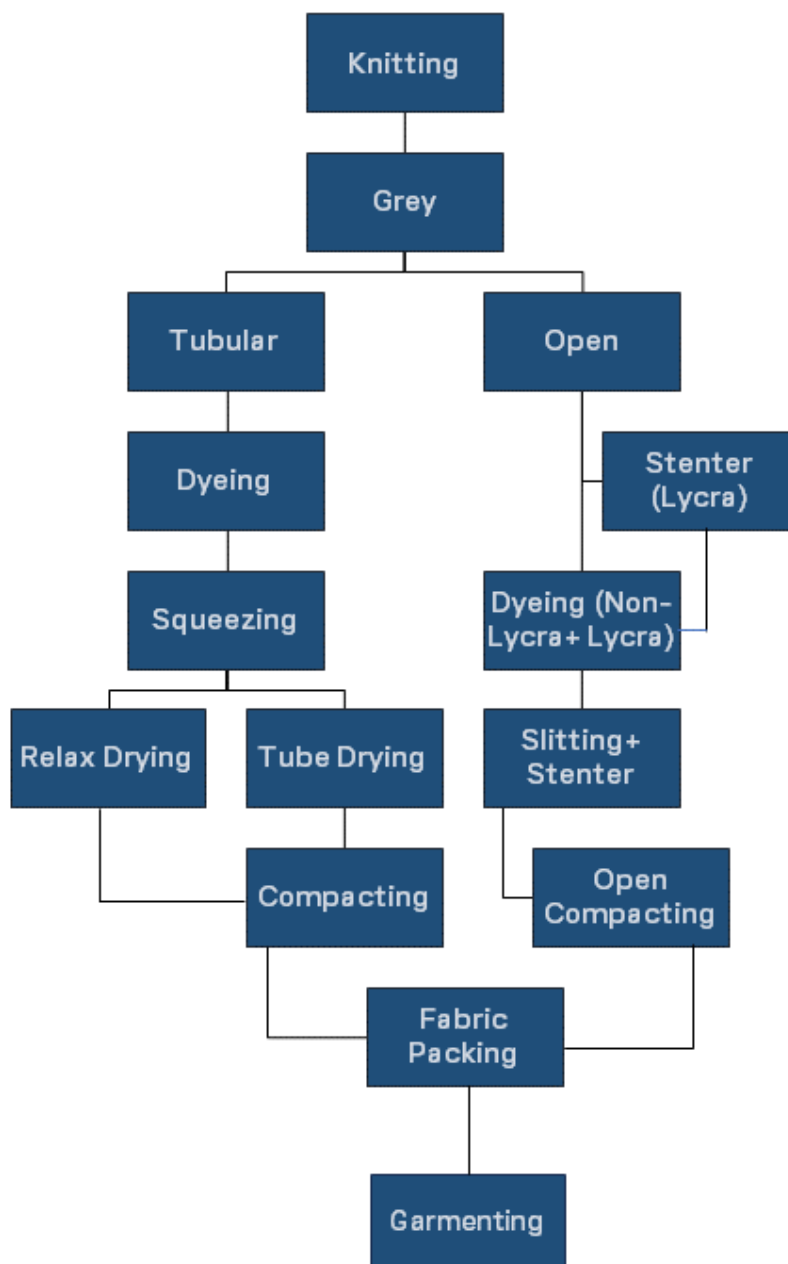 Knitting
Grey
Tubular
Open
Dyeing
Stenter
(Lycra)
Squeezing
Dyeing (Non-
Lycra+ Lycra)
Relax Drying
Tube Drying
Slitting+
Stenter
Compacting
Open
Compacting
Fabric
Packing
Garmenting